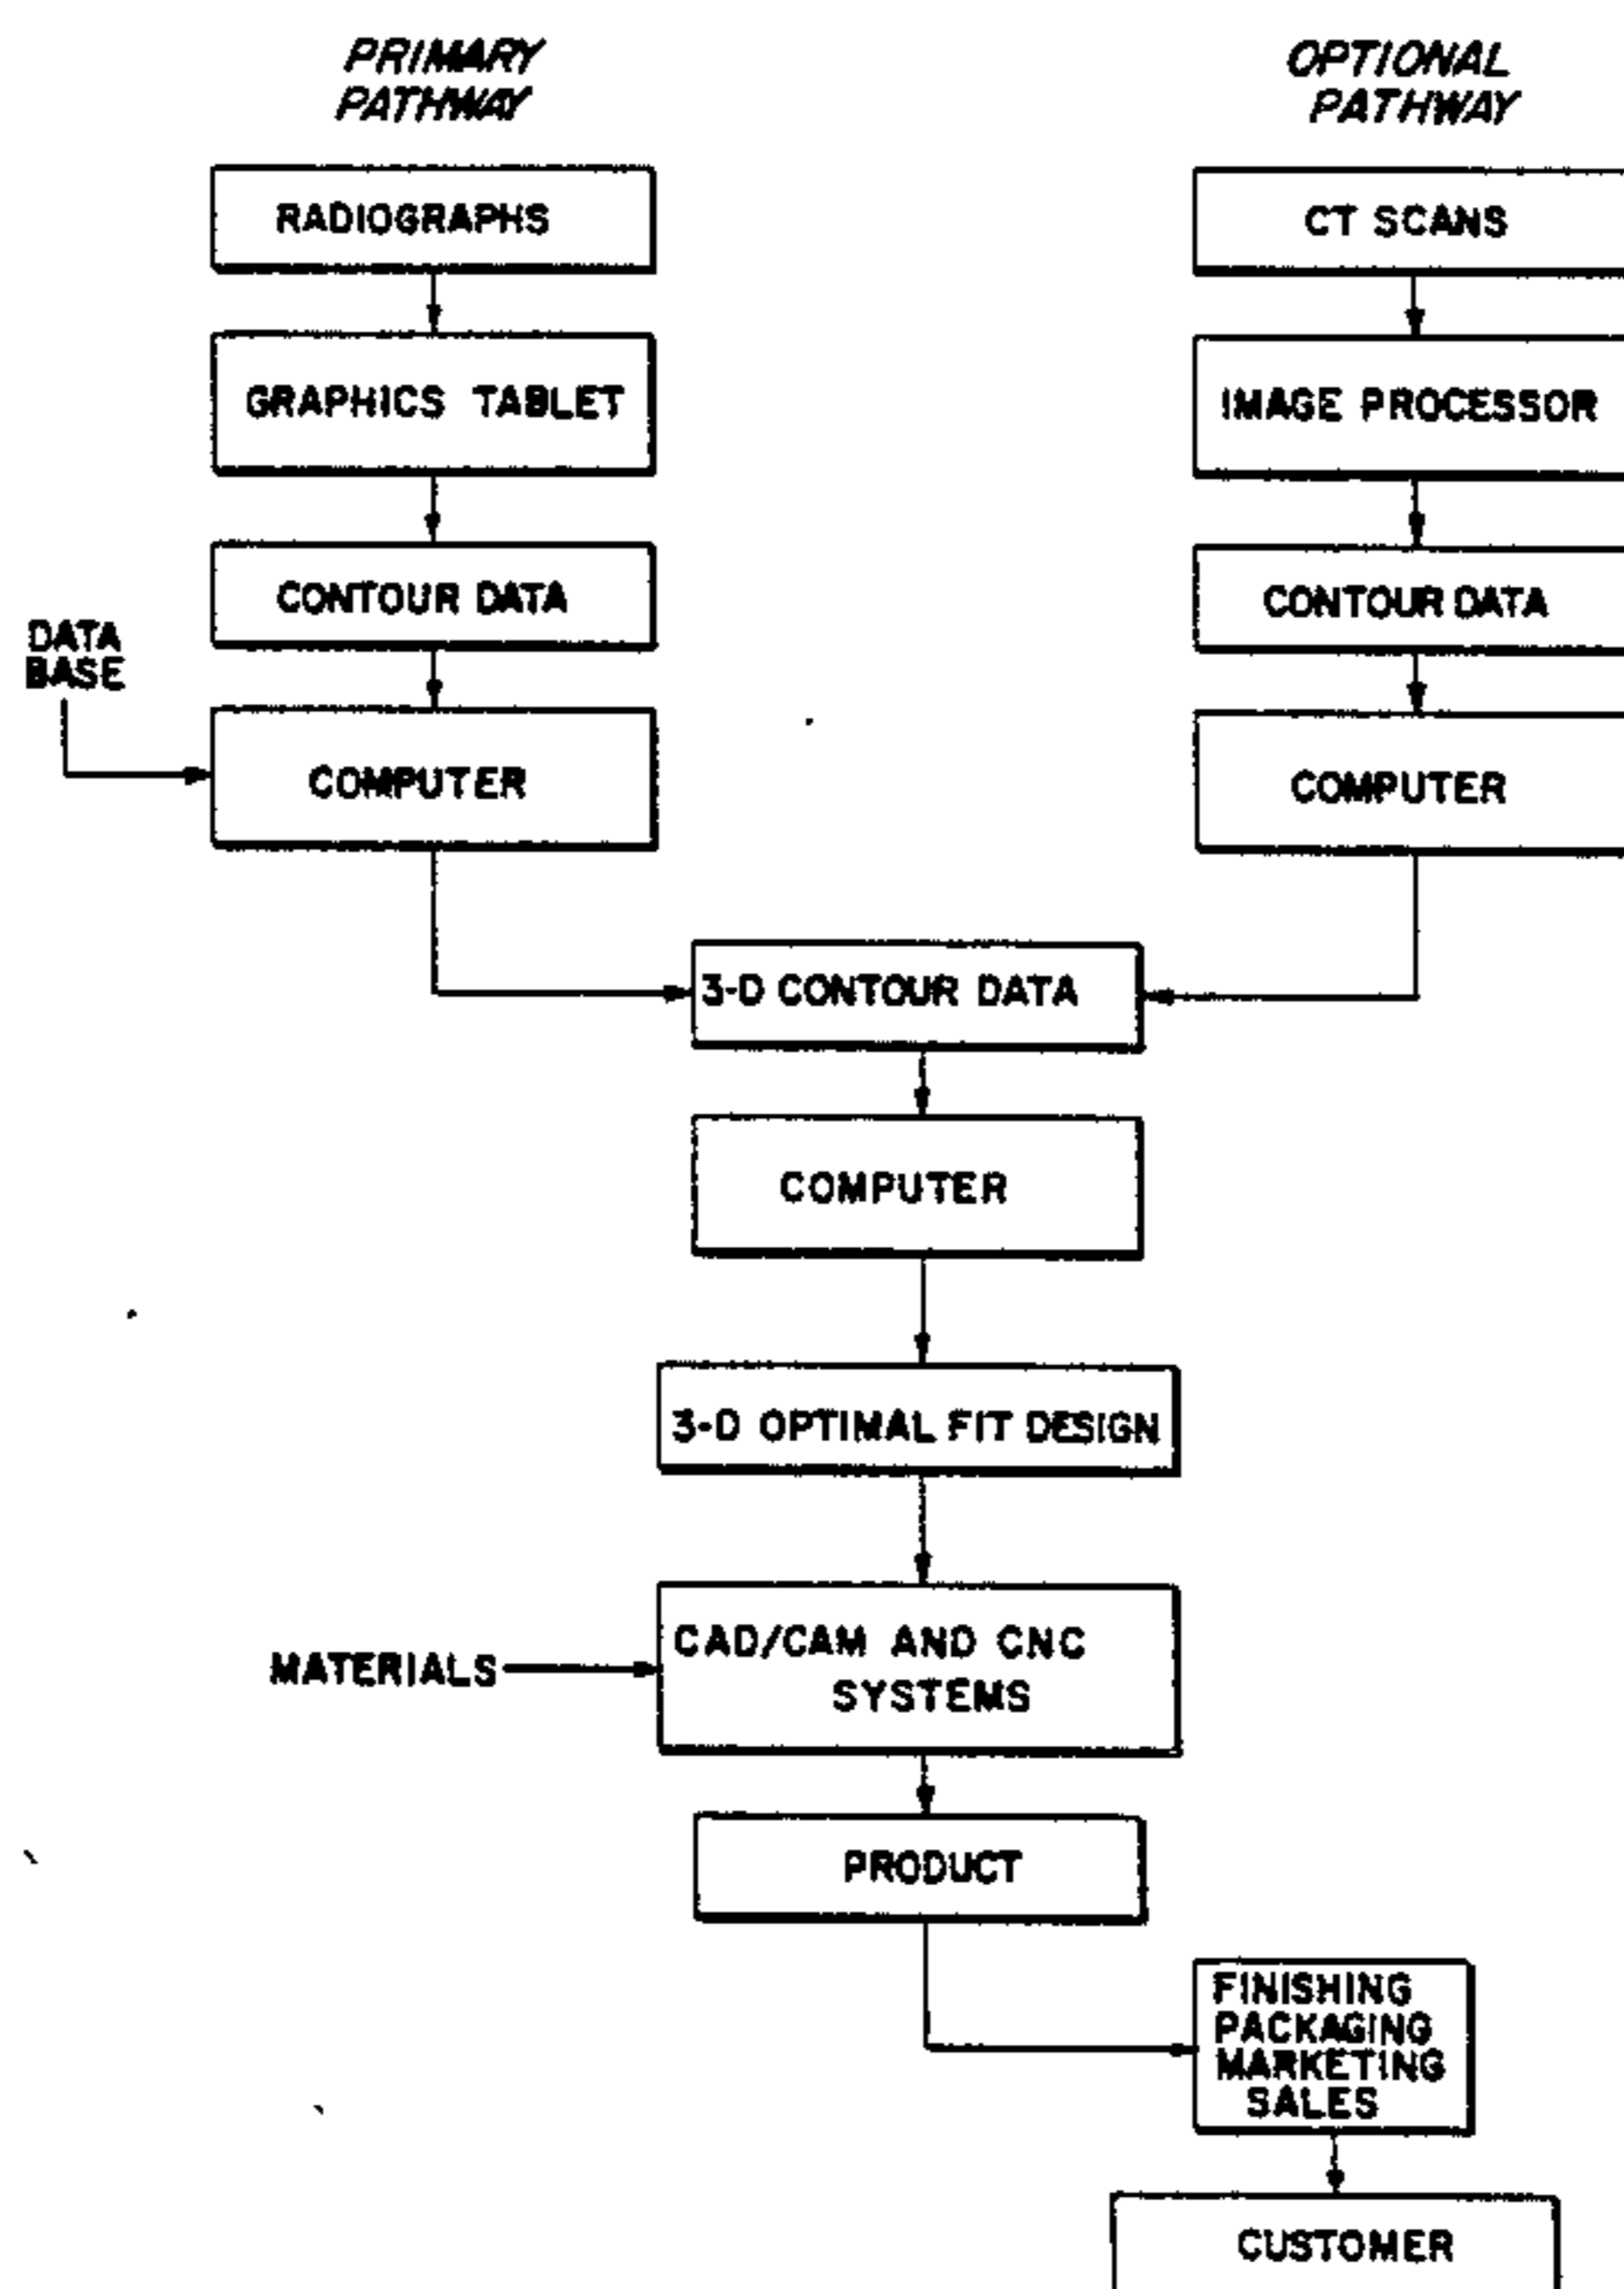 PRIMARY
PATHWAY
RADIOGRAPHS
GRAPHICS TABLET
CONTOUR DATA
DATA
BASE
COMPUTER
OPTIONAL
PATHWAY
CT SCANS
IMAGE PROCESSOR
CONTOUR DATA
COMPUTER
3-D CONTOUR DATA
COMPUTER
3-D OPTIMAL FIT DESIGN
MATERIALS
CAD/CAM AND CNC
SYSTEMS
PRODUCT
FINISHING
PACKAGING
MARKETING
SALES
CUSTOMER